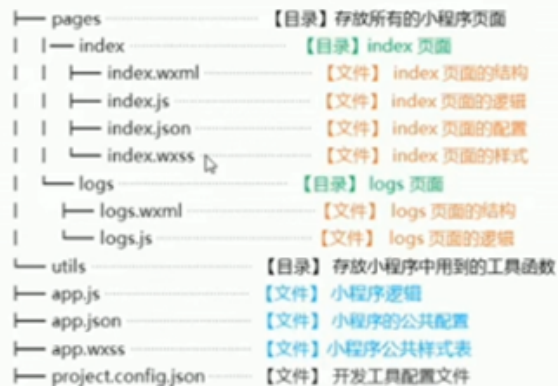 pages 【目录】存放所有的小程序页面
index 【目录】index 页面
index.wxml 【文件】 index 页面的结构
index.js 【文件】 index 页面的逻辑
index.json 【文件】 index 页面的配置
index.wxss 【文件】 index 页面的样式
logs 【目录】 logs 页面
logs.wxml 【文件】 logs 页面的结构
logs.js 【文件】 logs 页面的逻辑
utils 【目录】 存放小程序中用到的工具函数
app.js 【文件】 小程序逻辑
app.json 【文件】 小程序的公共配置
app.wxss 【文件】小程序公共样式表
project.config.json 【文件】 开发工具配置文件